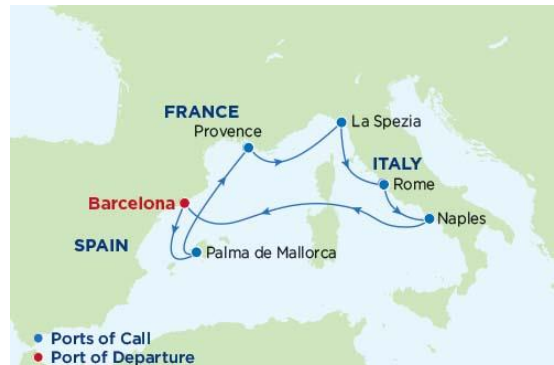 FRANCE
Provence
La Spezia
ITALY
Rome
Barcelona
Naples
SPAIN
Palma de Mallorca
Ports of Call
Port of Departure